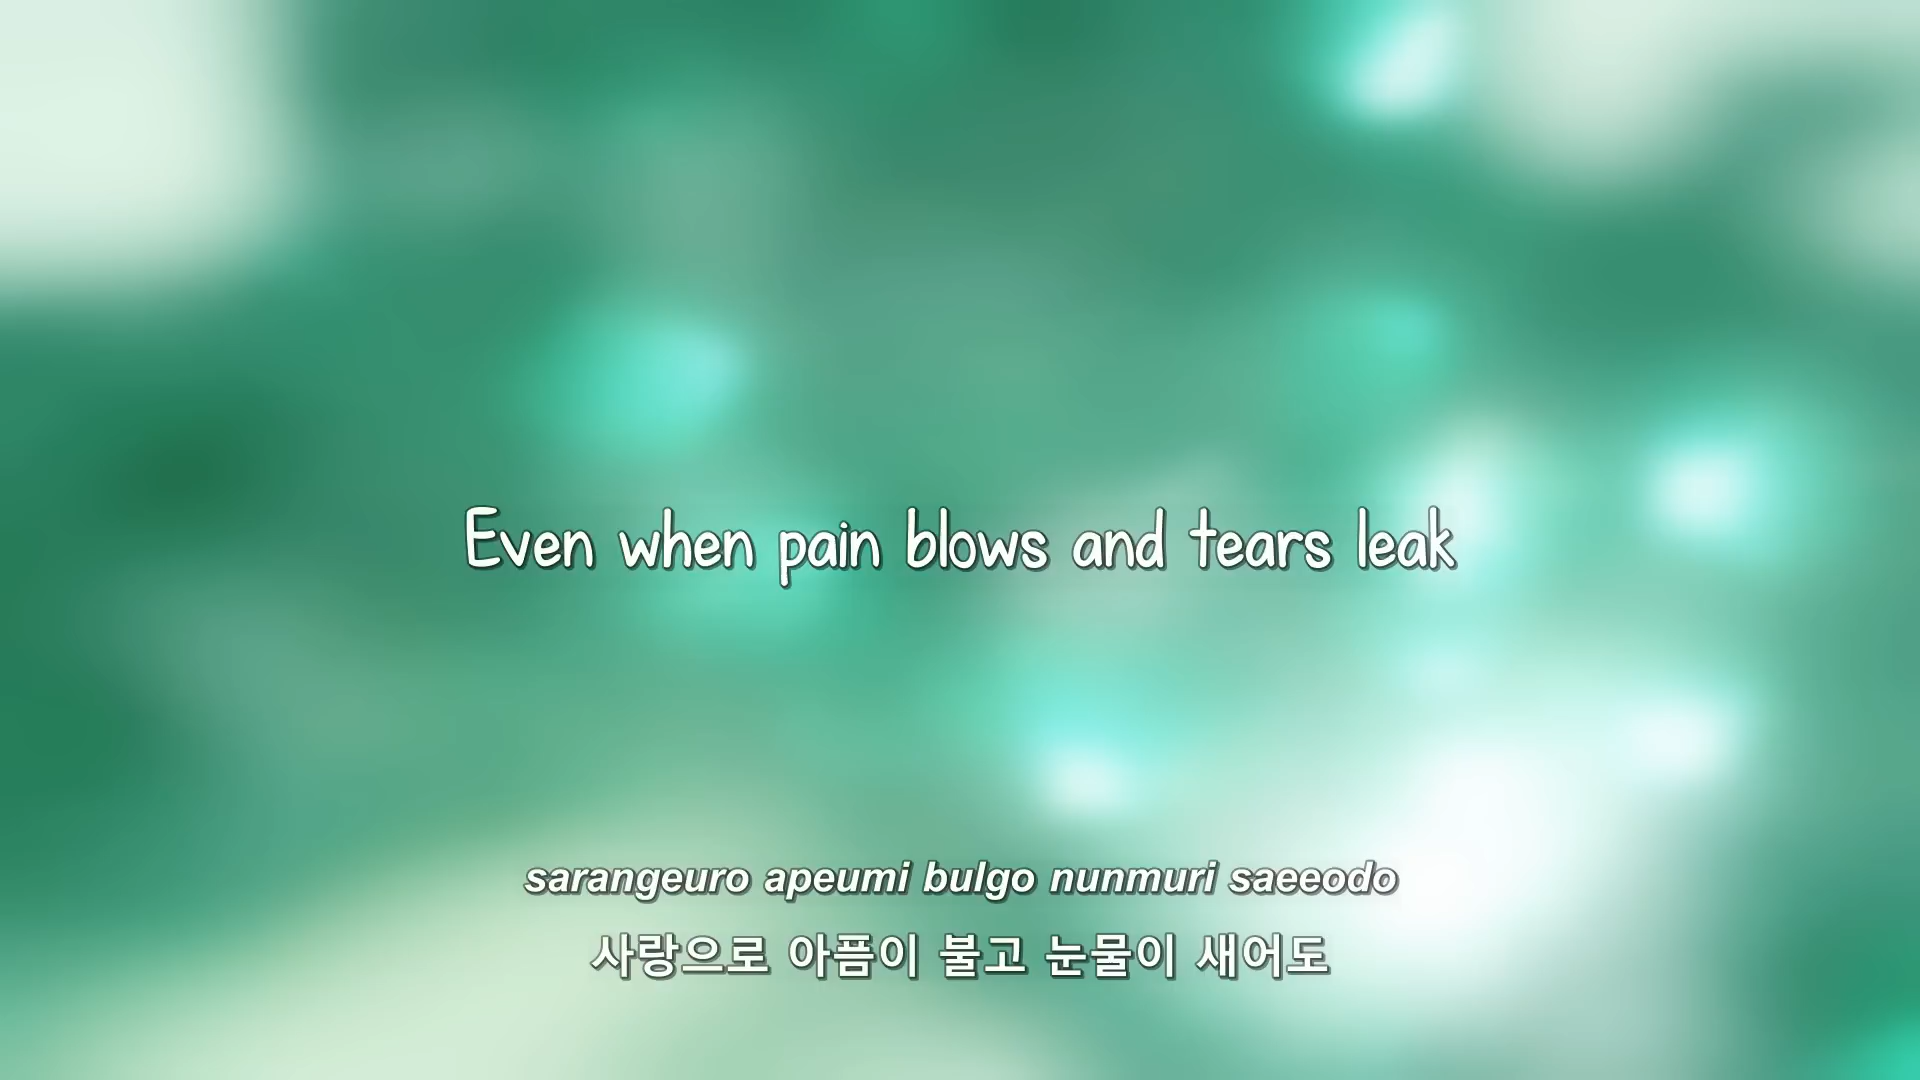 Even when pain blows and tears leak
sarangeuro apeumi bulgo nunmuri saeeodo
사랑으로 아픔이 불고 눈물이 새어도